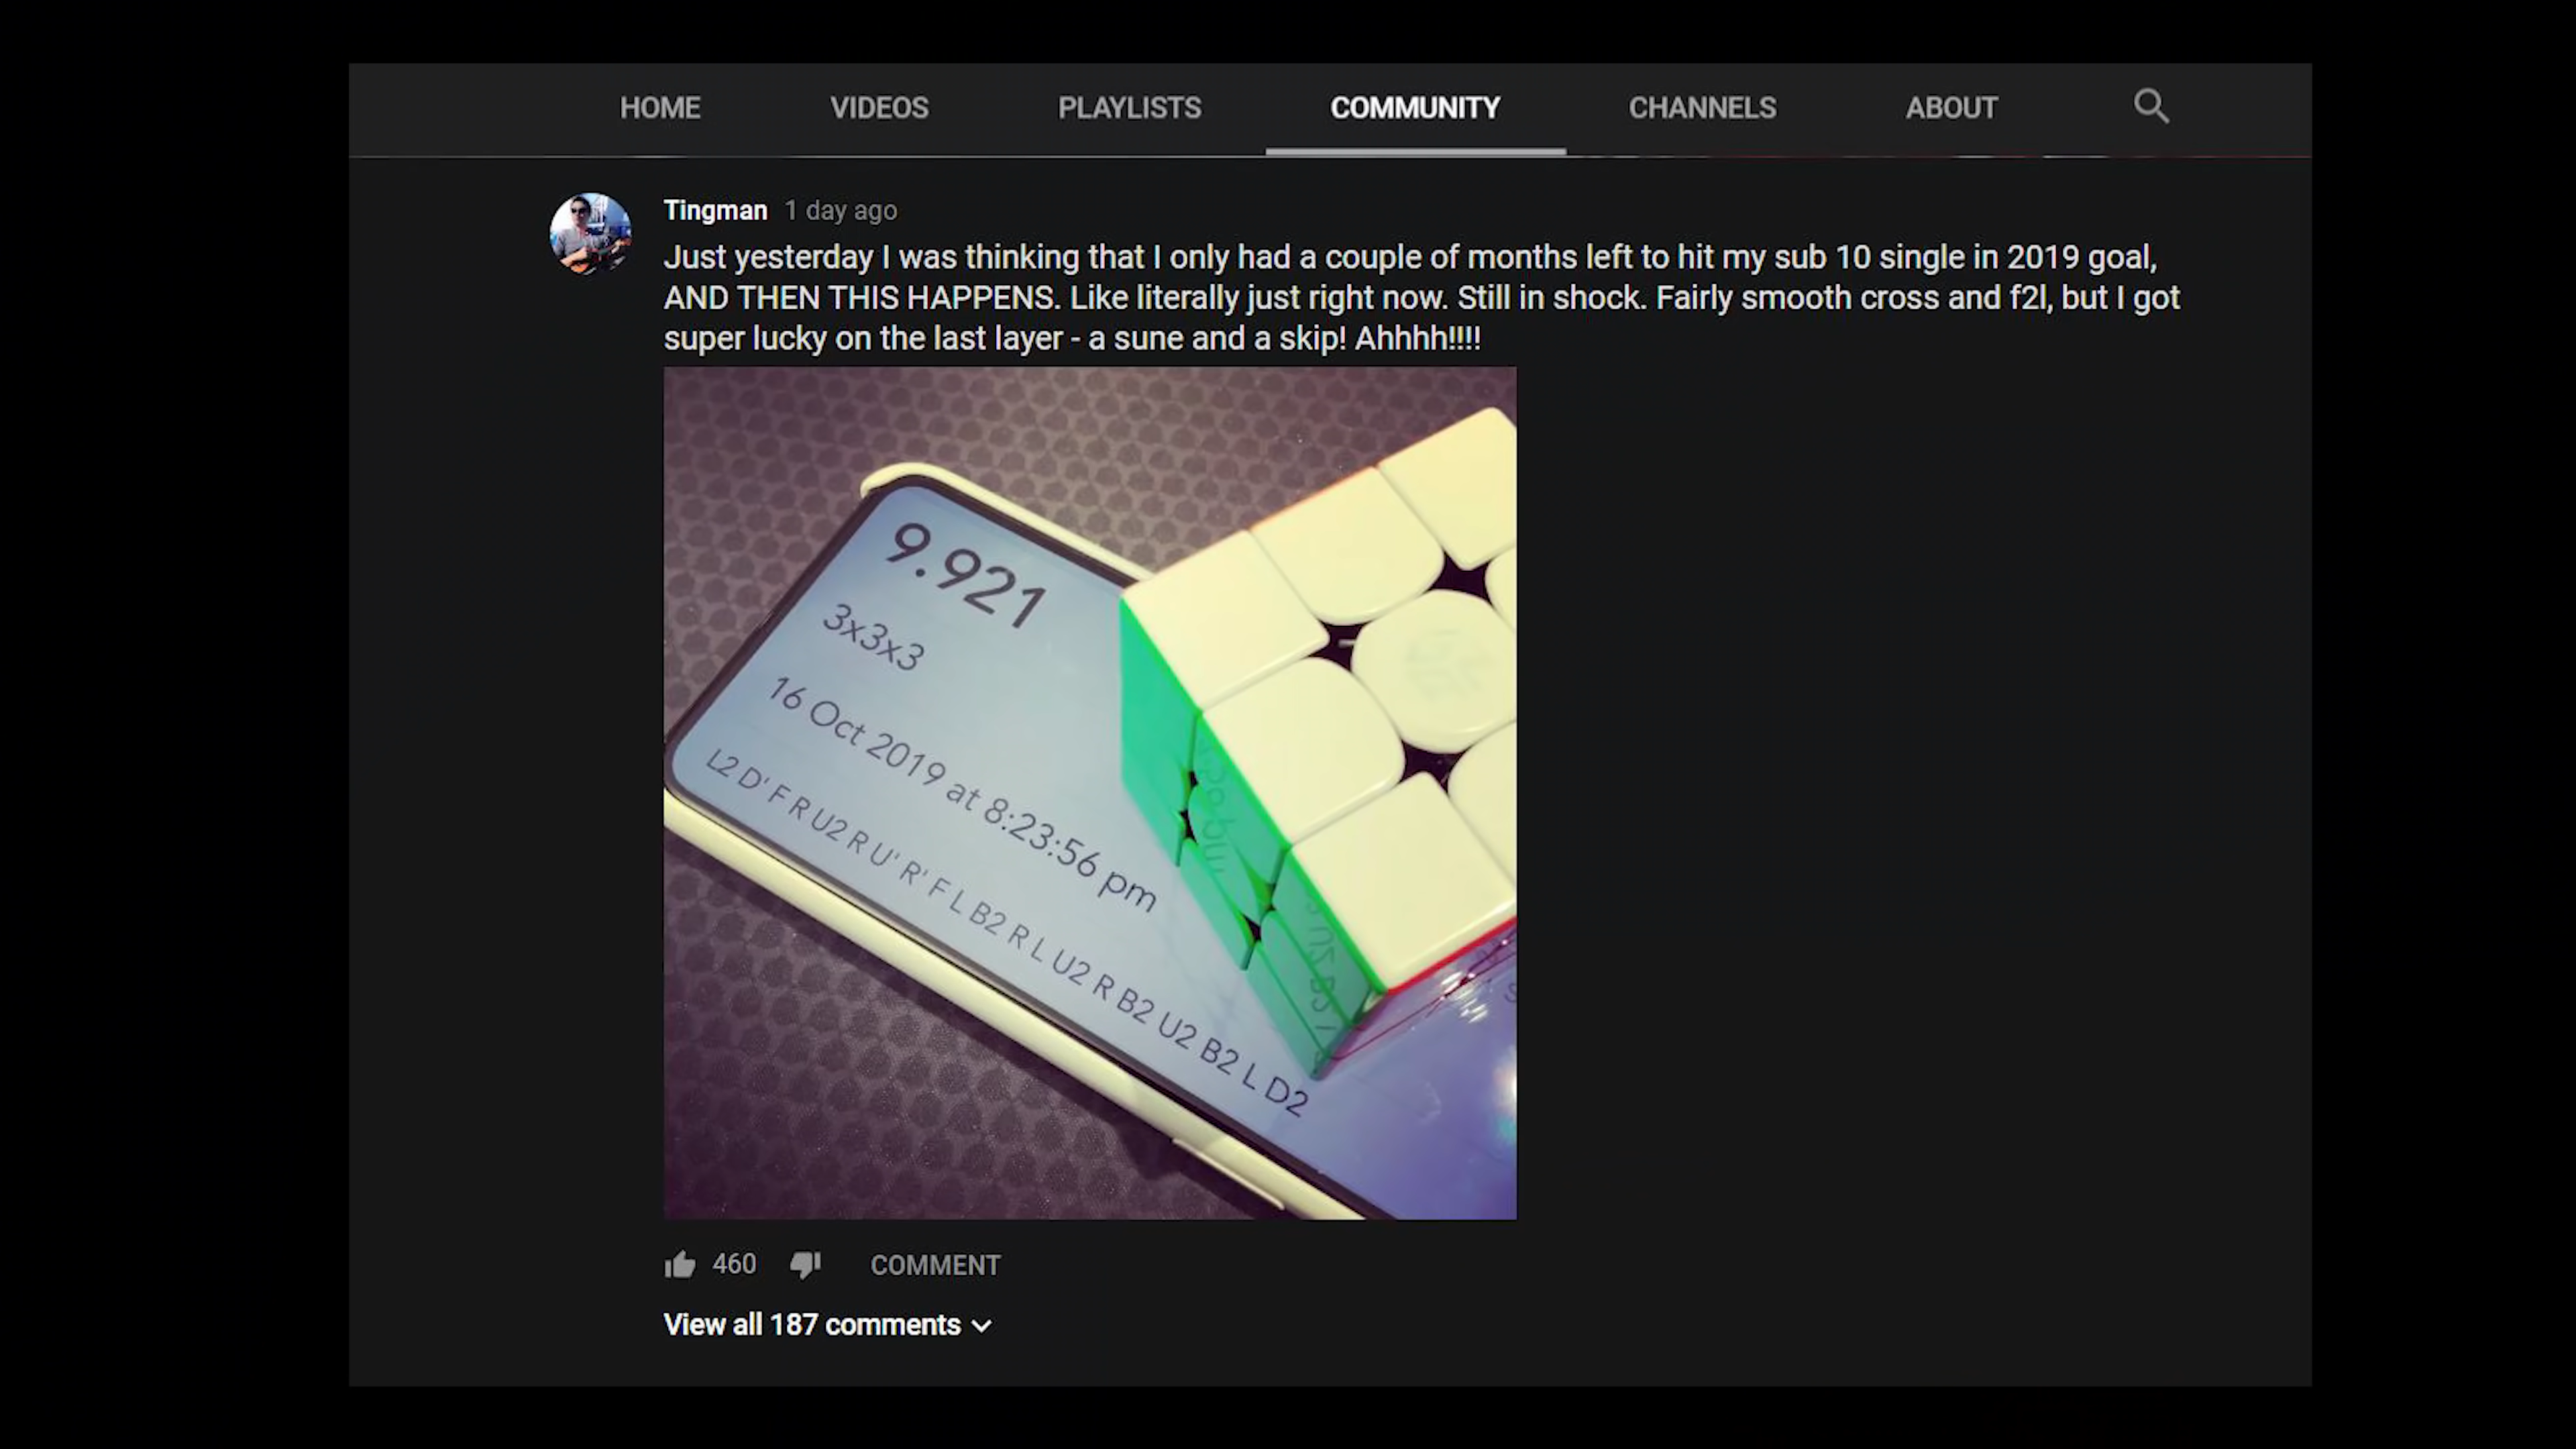 HOME VIDEOS PLAYLISTS COMMUNITY CHANNELS ABOUT
Tingman 1 day ago
Just yesterday I was thinking that I only had a couple of months left to hit my sub 10 single in 2019 goal,
AND THEN THIS HAPPENS. Like literally just right now. Still in shock. Fairly smooth cross and f2l, but I got
super lucky on the last layer - a sune and a skip! Ahhhh!!!!
9.921
3x3x3
16 Oct 2019 at 8:23:56 pm
L2 D' F R U2 R U' R' F L B2 R L U2 R B2 U2 B2 L D2
460 COMMENT
View all 187 comments